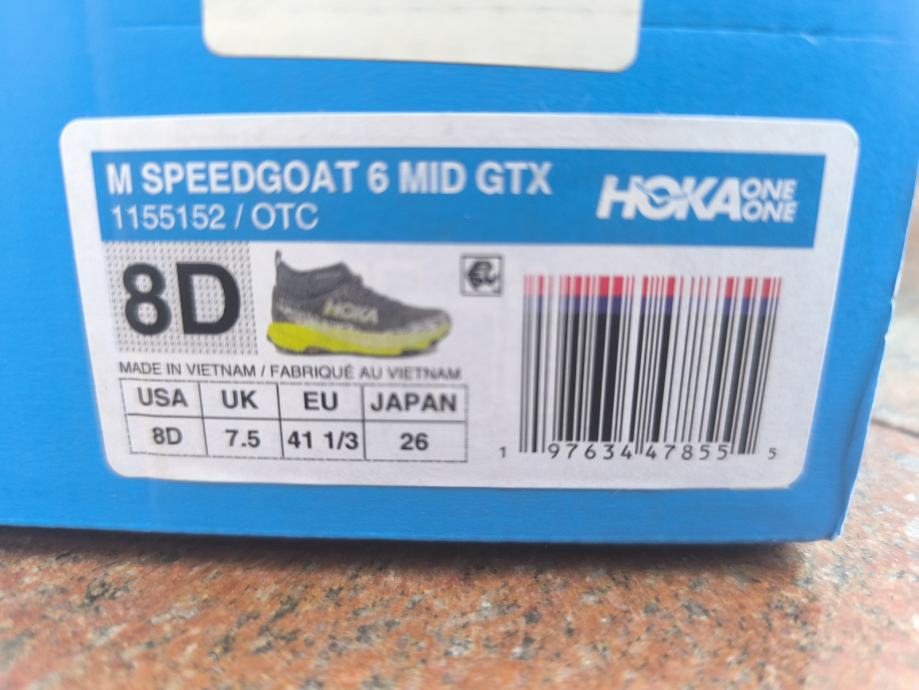 M SPEEDGOAT 6 MID GTX
1155152 / OTC
HOKA ONE ONE
8D
HOKA
MADE IN VIETNAM / FABRIQUÉ AU VIETNAM
USA UK EU JAPAN
8D 7.5 41 1/3 26
1 97634 47855 5